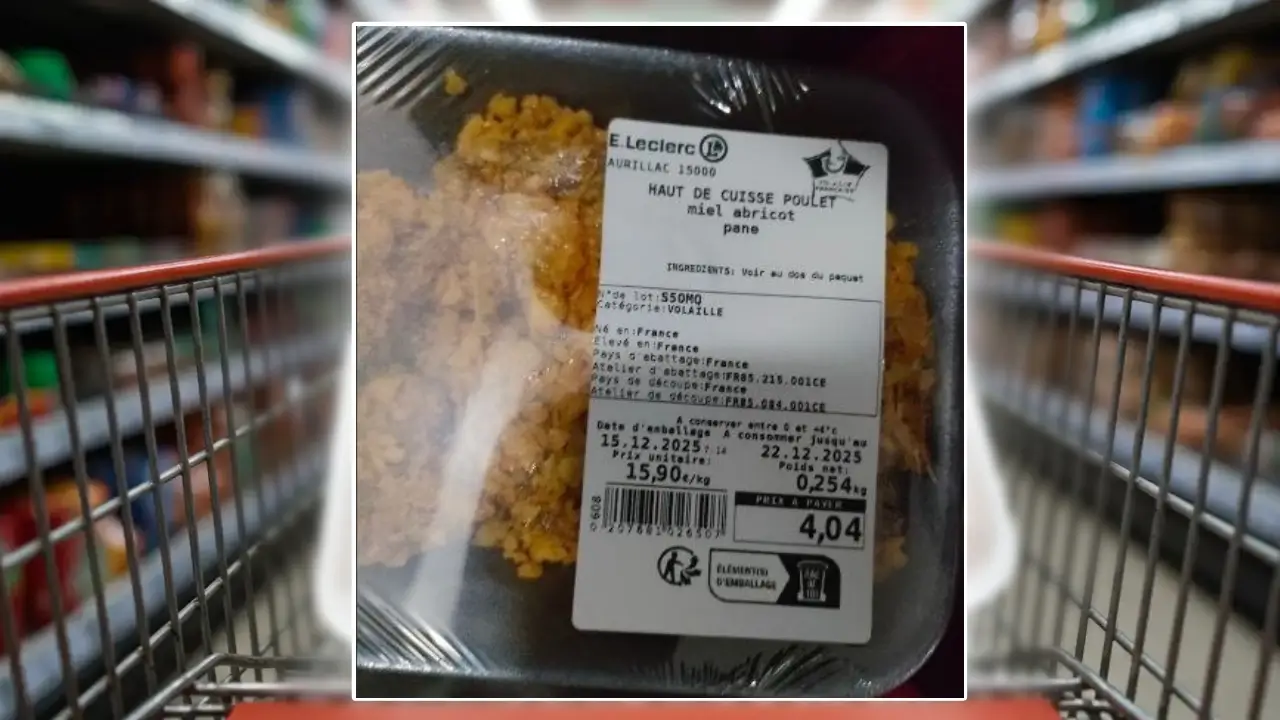 E.Leclerc L
AURILLAC 15000
HAUT DE CUISSE POULET
miel abricot
pane
INGREDIENTS: Voir au dos du paquet
N°de lot:S50MQ
Catégorie:VOLAILLE
Né en:France
Elevé en:France
Pays d'abattage:France
Atelier d'abattage:FR85.215.001CE
Pays de découpe:France
Atelier de découpe:FR85.084.001CE
A conserver entre 0 et +4°c
Date d'emballage A consommer jusqu'au
15.12.2025 22.12.2025
Prix unitaire: Poids net:
15,90€/kg 0,254kg
PRIX A PAYER
4,04
ÉLÉMENT(S)
D'EMBALLAGE